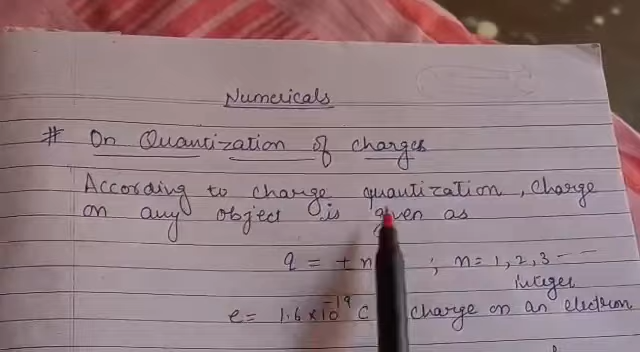 Numericals
# On Quantization of charges
According to charge quantization, charge
on any object is given as
q = ± n ; n = 1, 2, 3 - -
integer
e = 1.6 × 10⁻¹⁹ C charge on an electron